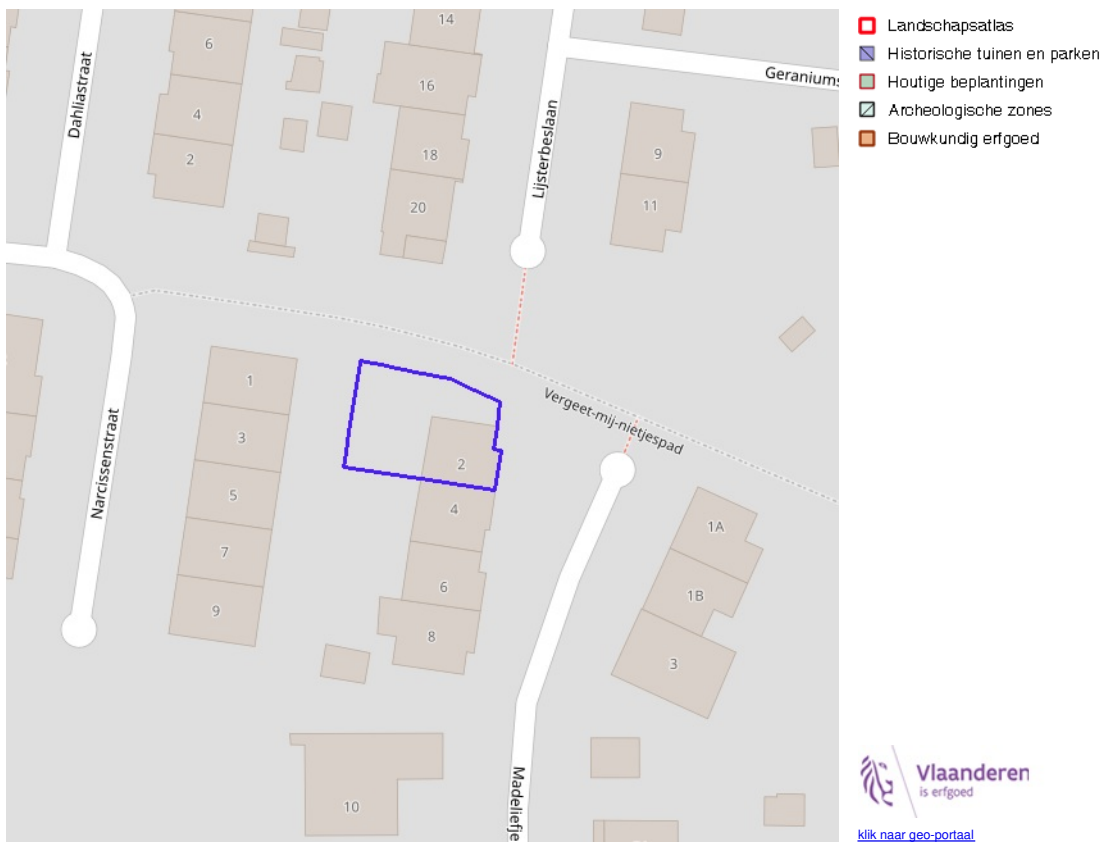 14
6
16
Dahliastraat
4
2
18
20
Lijsterbeslaan
Geraniums
9
11
1
3
5
7
9
Narcissenstraat
2
4
6
8
10
Vergeet-mij-nietjespad
1A
1B
3
Madeliefje
Landschapsatlas
Historische tuinen en parken
Houtige beplantingen
Archeologische zones
Bouwkundig erfgoed
Vlaanderen
is erfgoed
klik naar geo-portaal